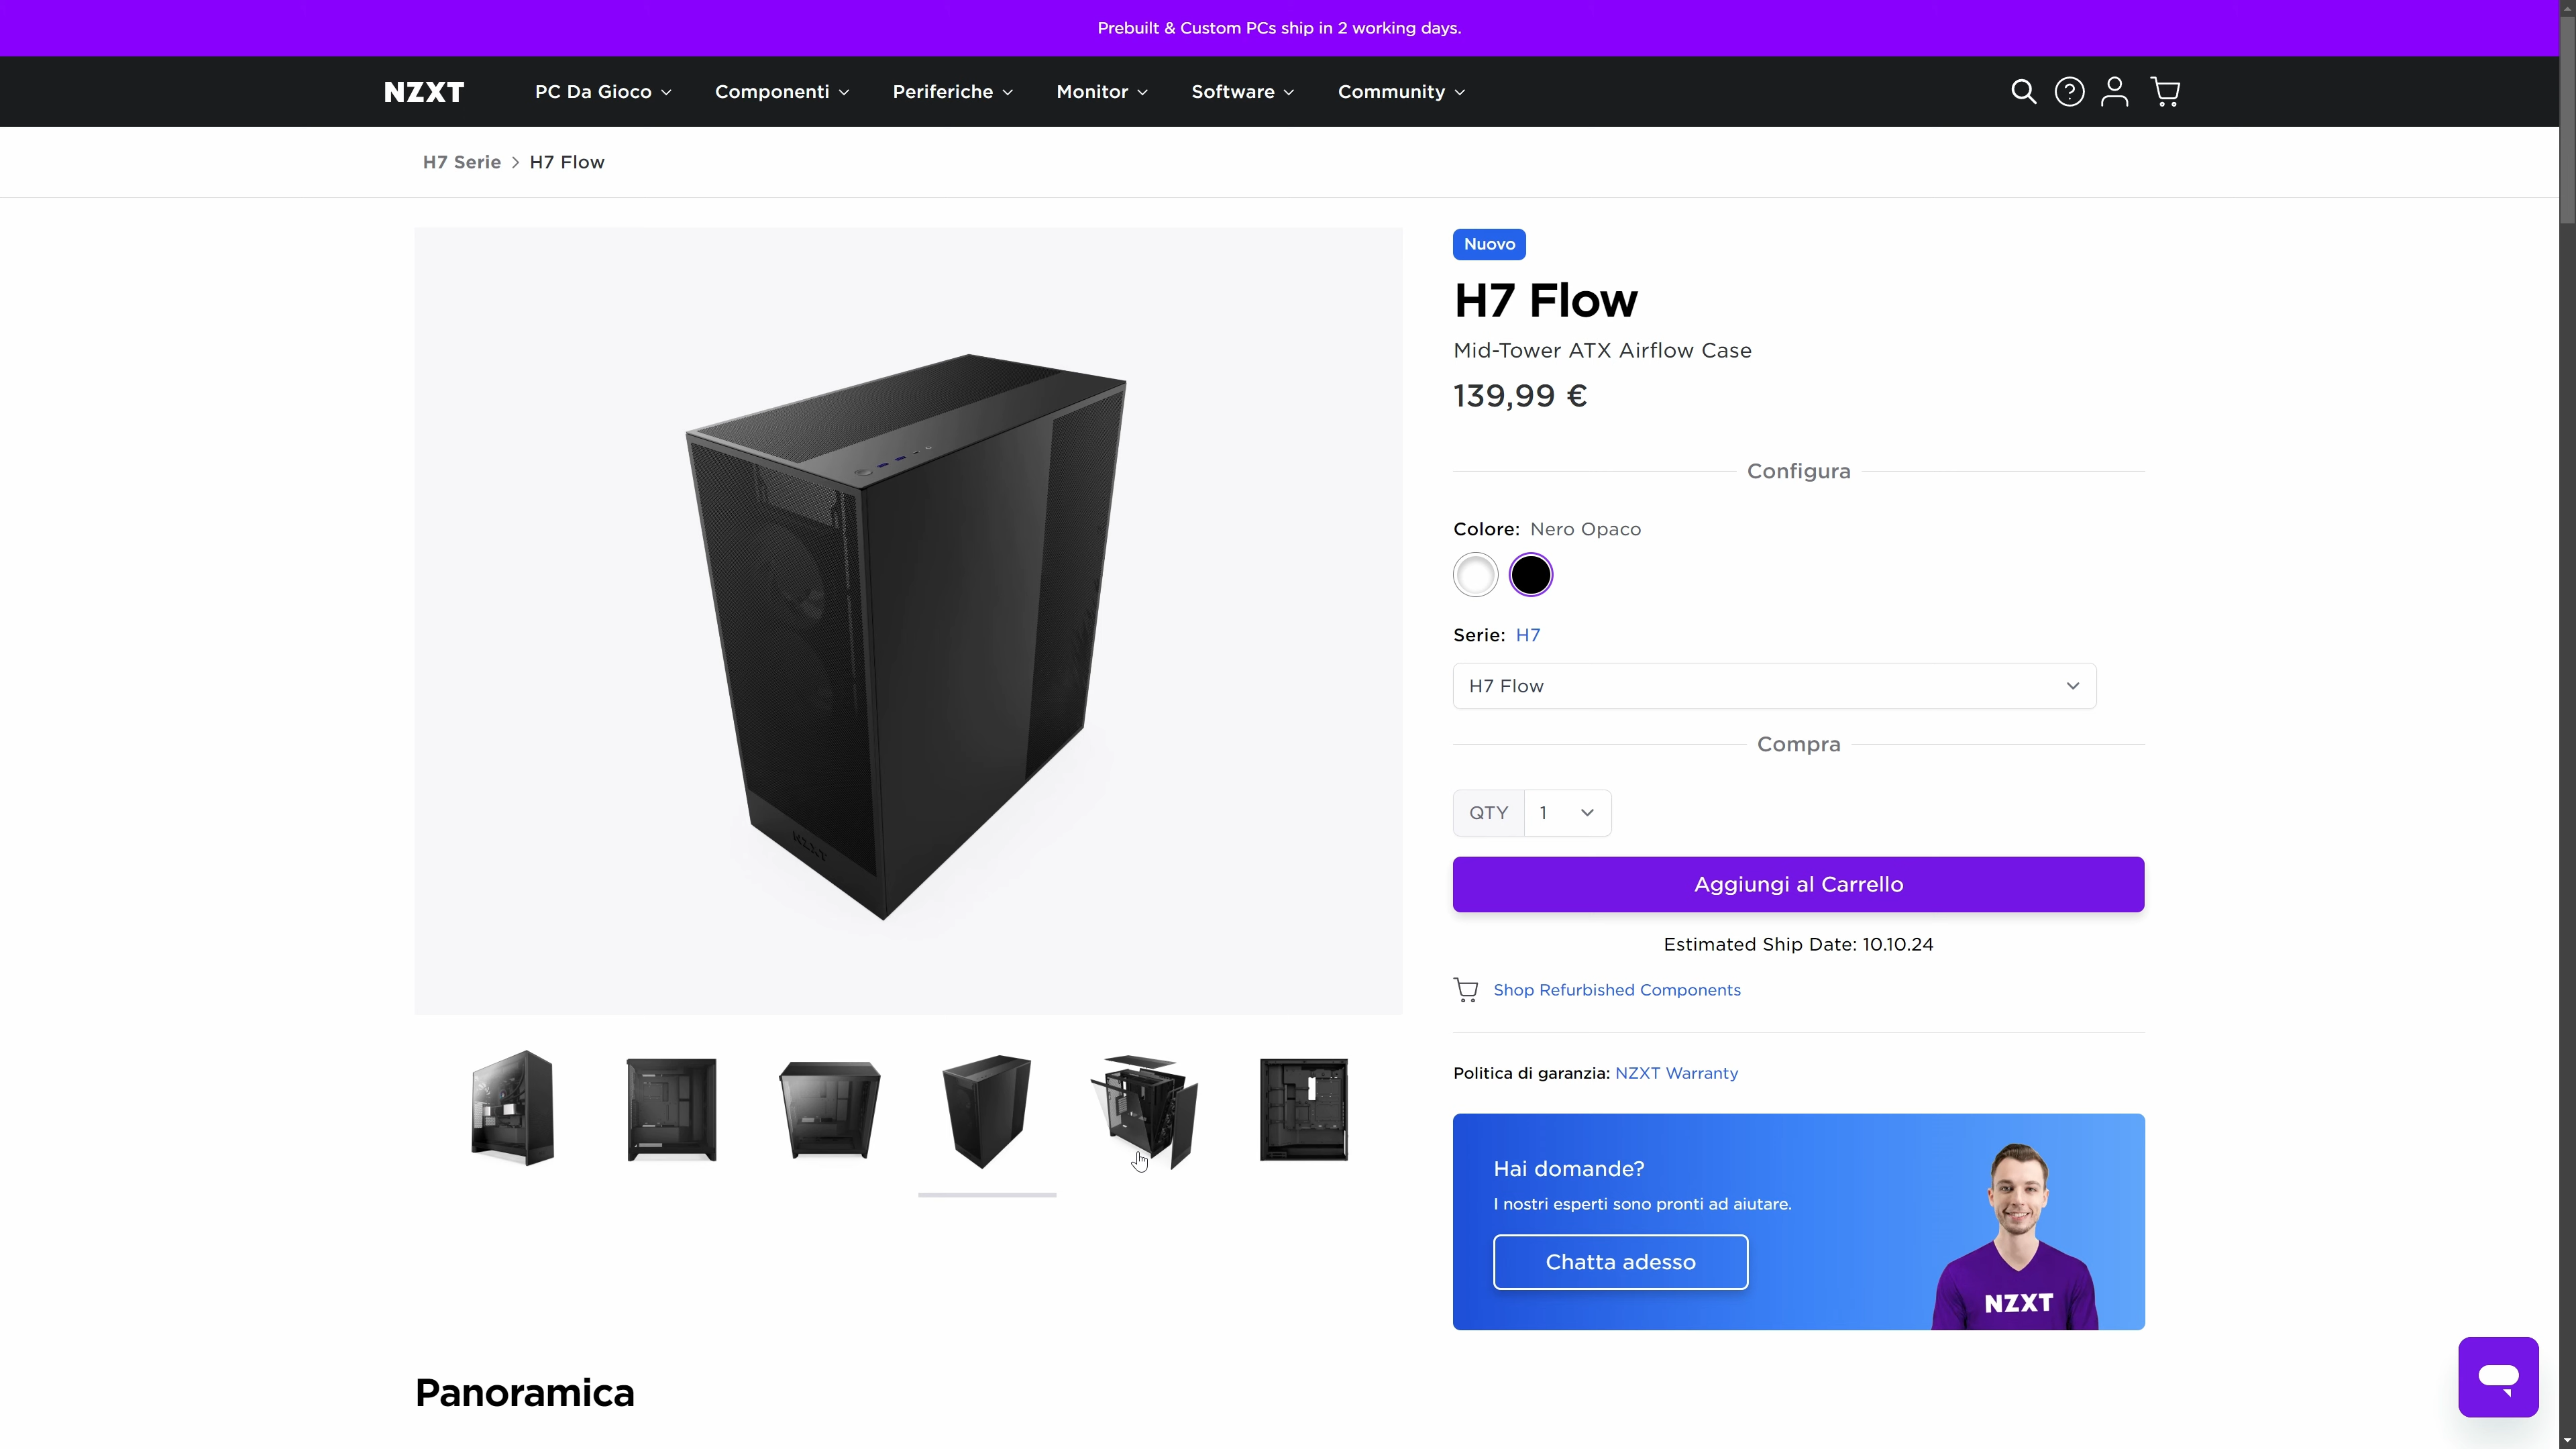 Prebuilt & Custom PCs ship in 2 working days.
NZXT
PC Da Gioco
Componenti
Periferiche
Monitor
Software
Community
H7 Serie > H7 Flow
Nuovo
H7 Flow
Mid-Tower ATX Airflow Case
139,99 €
Configura
Colore: Nero Opaco
Serie: H7
H7 Flow
Compra
QTY 1
Aggiungi al Carrello
Estimated Ship Date: 10.10.24
Shop Refurbished Components
Politica di garanzia: NZXT Warranty
Hai domande?
I nostri esperti sono pronti ad aiutare.
Chatta adesso
NZXT
NZXT
Panoramica